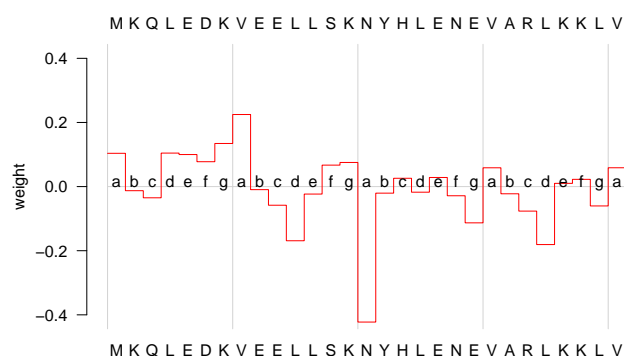 M K Q L E D K V E E L L S K N Y H L E N E V A R L K K L V
0.4
0.2
0.0
−0.2
−0.4
weight
a b c d e f g a b c d e f g a b c d e f g a b c d e f g a
M K Q L E D K V E E L L S K N Y H L E N E V A R L K K L V